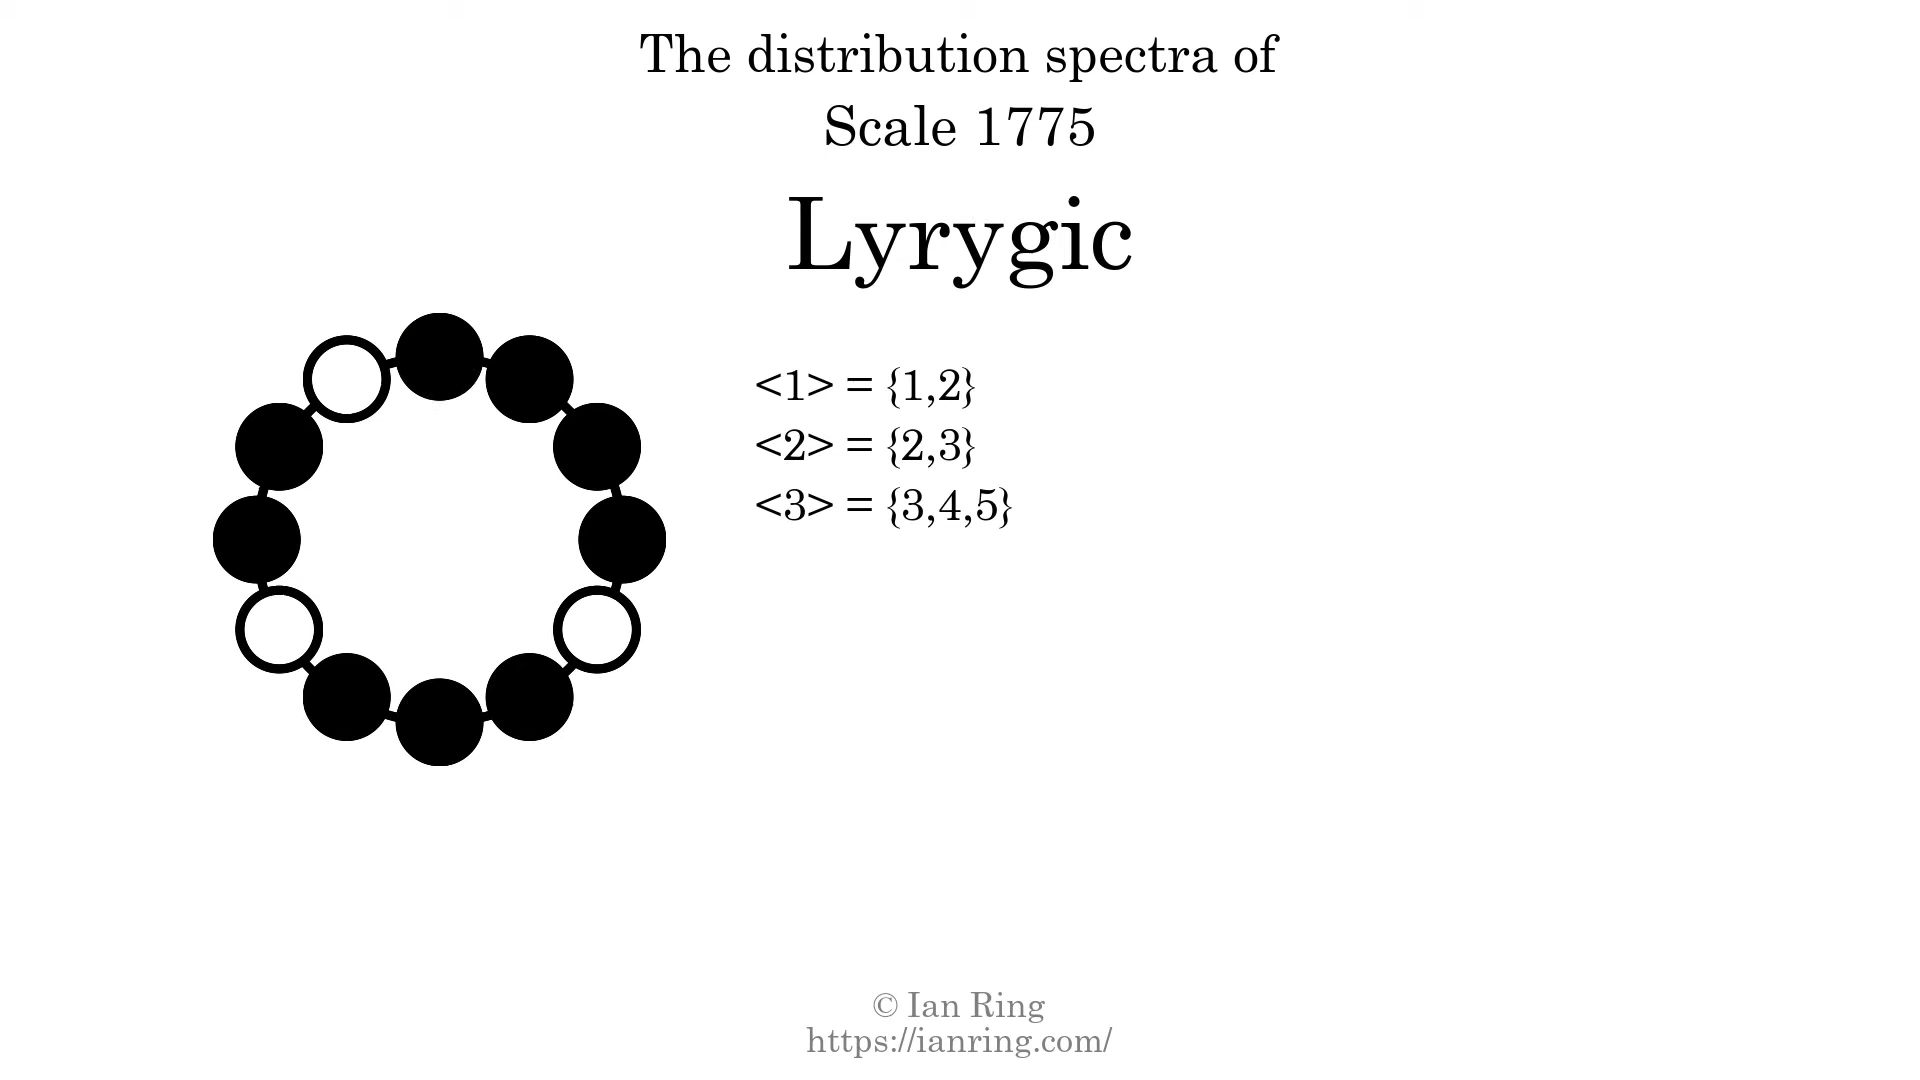 The distribution spectra of
Scale 1775
Lyrygic
<1> = {1,2}
<2> = {2,3}
<3> = {3,4,5}
© Ian Ring
https://ianring.com/